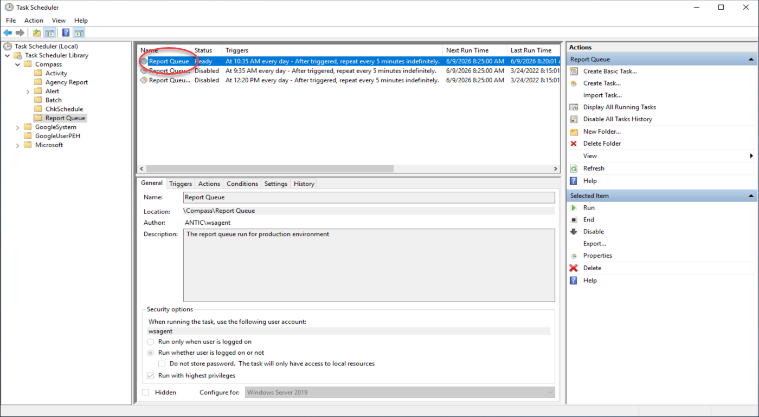 Task Scheduler
File Action View Help
Task Scheduler (Local)
Task Scheduler Library
Compass
Activity
Agency Report
Alert
Batch
ChkSchedule
Report Queue
GoogleSystem
GoogleUserPEH
Microsoft
Name Status Triggers Next Run Time Last Run Time
Report Queue Ready At 10:35 AM every day - After triggered, repeat every 5 minutes indefinitely. 6/9/2026 8:25:00 AM 6/9/2026 8:20:01
Report Queu... Disabled At 9:35 AM every day - After triggered, repeat every 5 minutes indefinitely. 6/9/2026 8:25:00 AM 3/24/2022 8:15:01
Report Queu... Disabled At 12:20 PM every day - After triggered, repeat every 5 minutes indefinitely. 6/9/2026 8:25:00 AM 3/24/2022 8:15:01
General Triggers Actions Conditions Settings History
Name: Report Queue
Location: \Compass\Report Queue
Author: ANTIC\wsagent
Description: The report queue run for production environment
Security options
When running the task, use the following user account:
wsagent
Run only when user is logged on
Run whether user is logged on or not
Do not store password. The task will only have access to local resources
Run with highest privileges
Hidden Configure for: Windows Server 2019
Actions
Report Queue
Create Basic Task...
Create Task...
Import Task...
Display All Running Tasks
Disable All Tasks History
New Folder...
Delete Folder
View
Refresh
Help
Selected Item
Run
End
Disable
Export...
Properties
Delete
Help